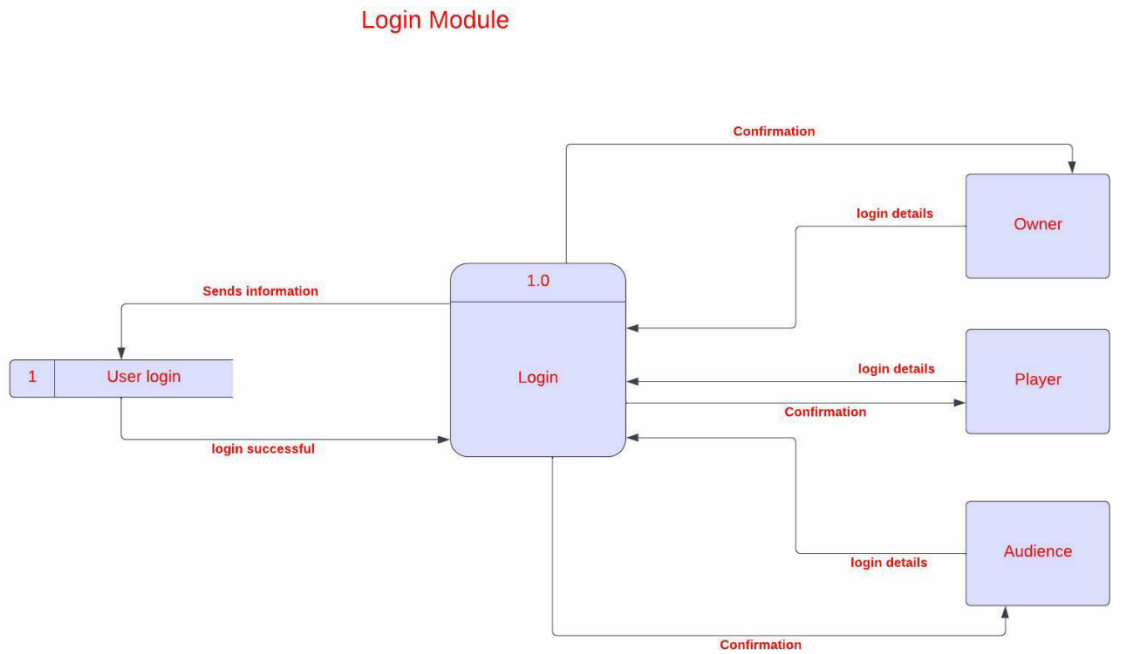 Login Module
Confirmation
login details
Owner
1.0
Sends information
login details
Player
1
User login
Login
Confirmation
login successful
login details
Audience
Confirmation